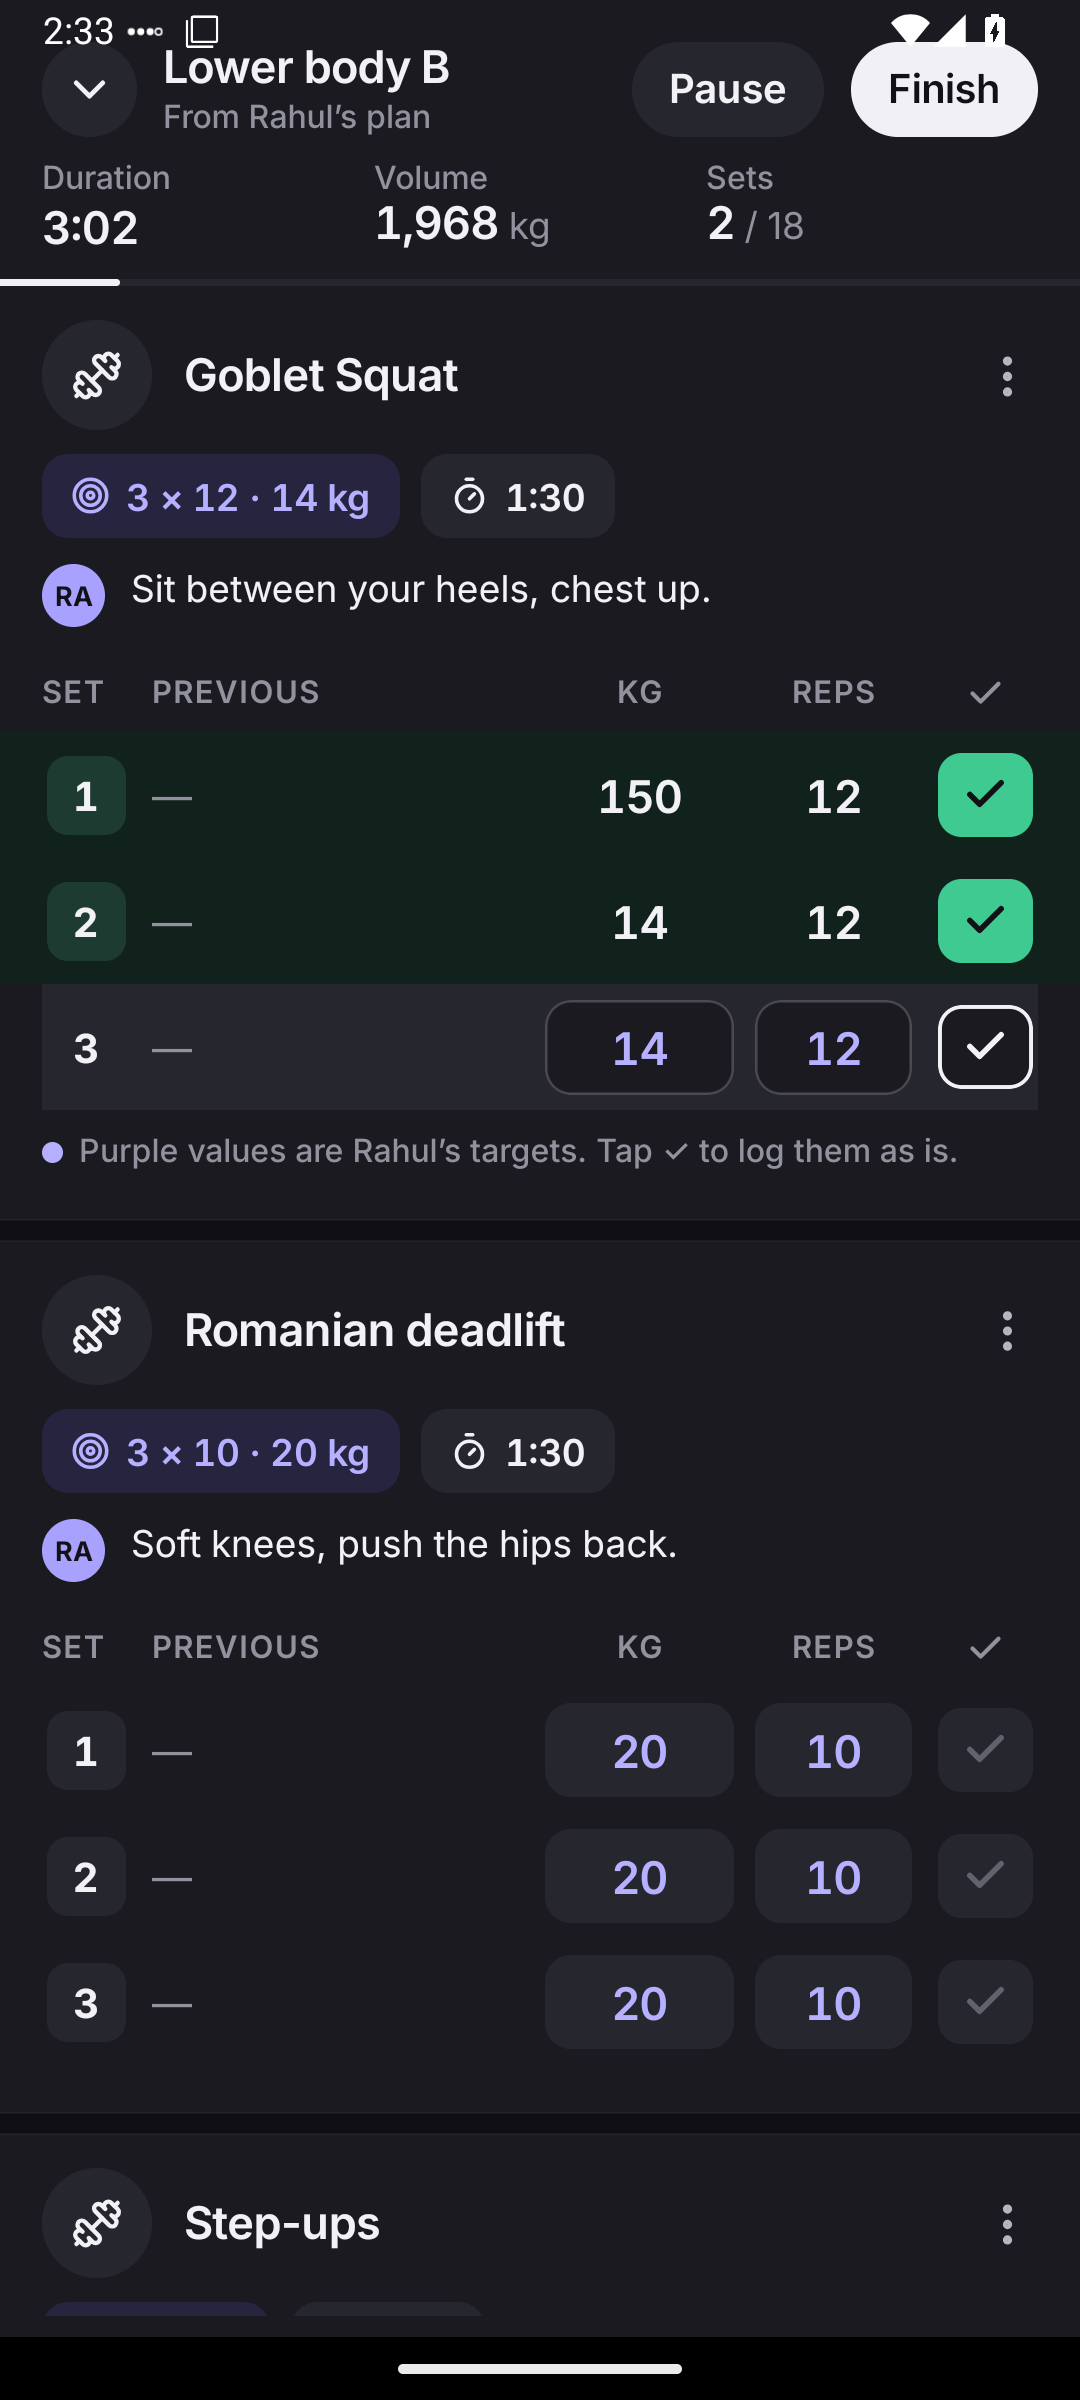 2:33
Lower body B
From Rahul's plan
Pause
Finish
Duration
Volume
Sets
3:02
1,968 kg
2 / 18
Goblet Squat
3 × 12 · 14 kg
1:30
RA
Sit between your heels, chest up.
SET PREVIOUS KG REPS ✓
1 — 150 12 ✓
2 — 14 12 ✓
3 — 14 12 ✓
Purple values are Rahul's targets. Tap ✓ to log them as is.
Romanian deadlift
3 × 10 · 20 kg
1:30
RA
Soft knees, push the hips back.
SET PREVIOUS KG REPS ✓
1 — 20 10 ✓
2 — 20 10 ✓
3 — 20 10 ✓
Step-ups